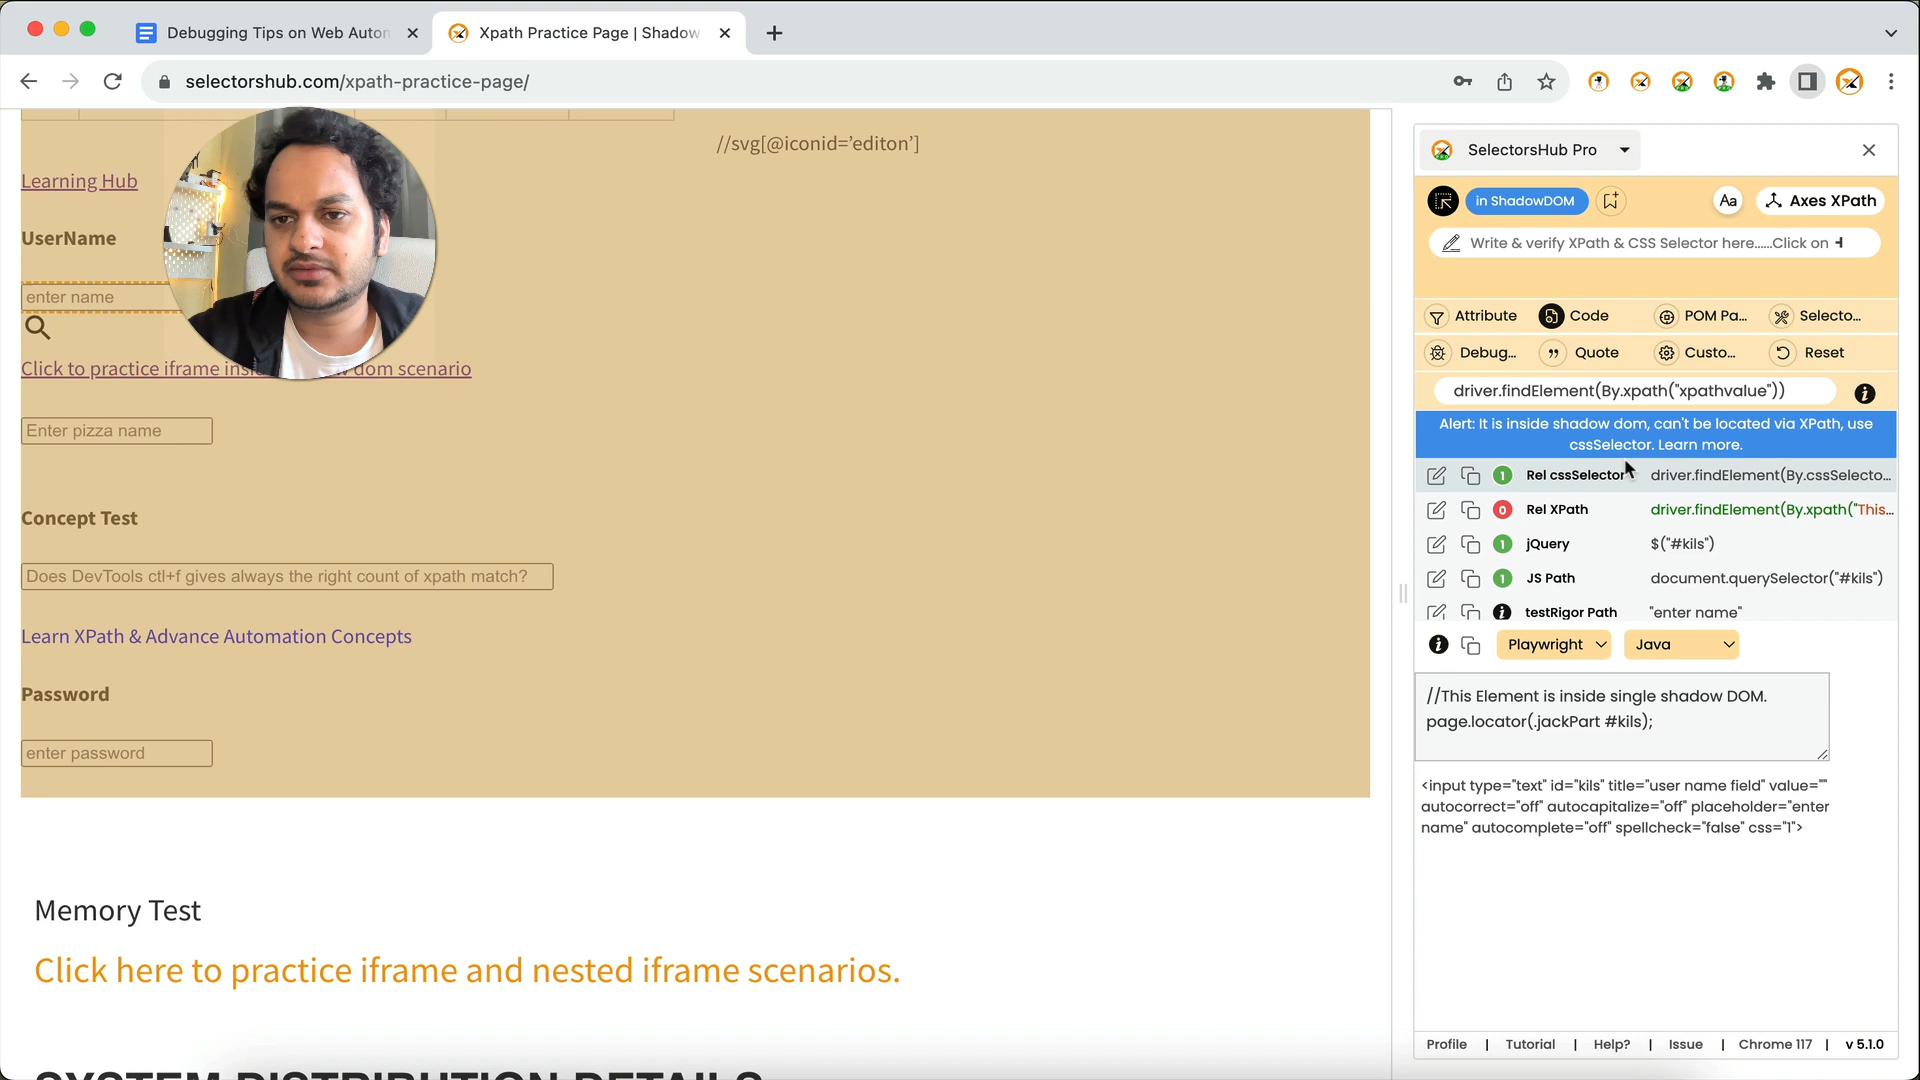 Debugging Tips on Web Auton
Xpath Practice Page | Shadow
selectorshub.com/xpath-practice-page/
//svg[@iconid=’editon’]
Learning Hub
UserName
enter name
Click to practice iframe insi dom scenario
Enter pizza name
Concept Test
Does DevTools ctl+f gives always the right count of xpath match?
Learn XPath & Advance Automation Concepts
Password
enter password
Memory Test
Click here to practice iframe and nested iframe scenarios.
SYSTEM DISTRIBUTION DETAILS
SelectorsHub Pro
in ShadowDOM
Aa
Axes XPath
Write & verify XPath & CSS Selector here......Click on
Attribute
Code
POM Pa...
Selecto...
Debug...
Quote
Custo...
Reset
driver.findElement(By.xpath("xpathvalue"))
Alert: It is inside shadow dom, can't be located via XPath, use
cssSelector. Learn more.
1 Rel cssSelector driver.findElement(By.cssSelecto...
0 Rel XPath driver.findElement(By.xpath("This...
1 jQuery $("#kils")
1 JS Path document.querySelector("#kils")
testRigor Path "enter name"
Playwright
Java
//This Element is inside single shadow DOM.
page.locator(.jackPart #kils);
<input type="text" id="kils" title="user name field" value=""
autocorrect="off" autocapitalize="off" placeholder="enter
name" autocomplete="off" spellcheck="false" css="1">
Profile | Tutorial | Help? | Issue | Chrome 117 | v 5.1.0